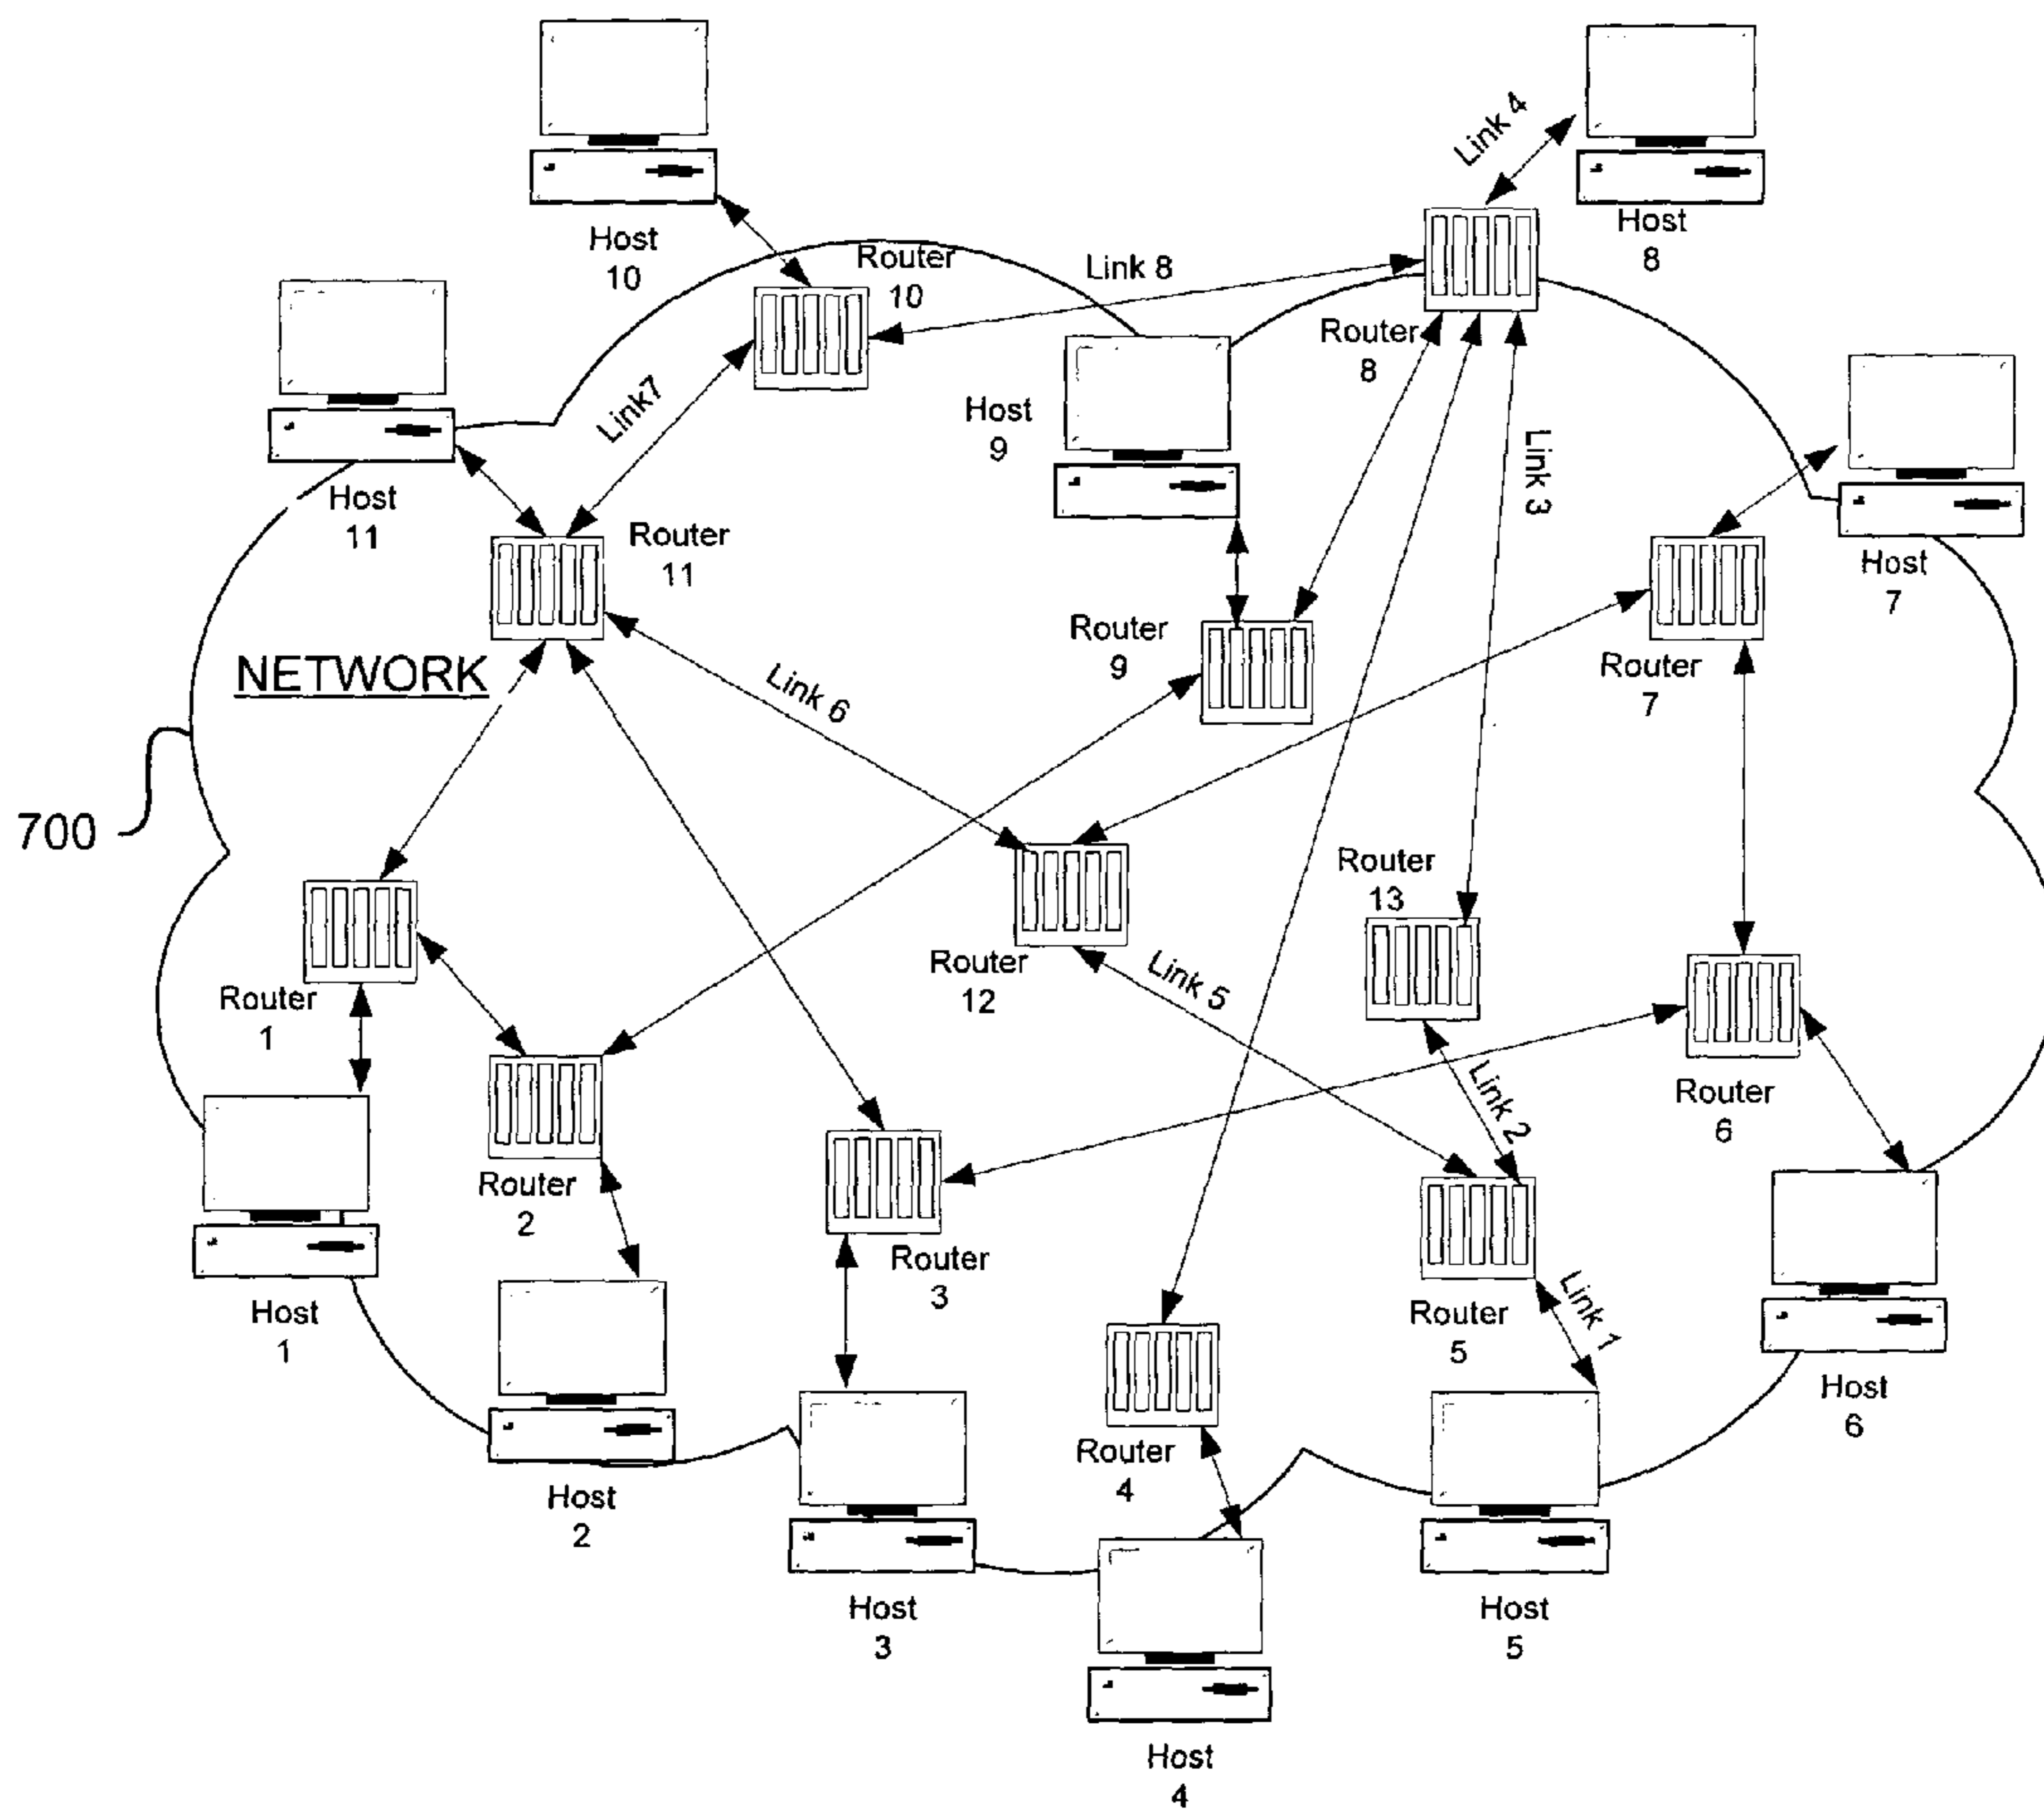 Link 4
Host
10
Host
8
Router
10
Link 8
Router
8
Link7
Host
9
Link 3
Host
11
Router
11
Host
7
Router
9
Router
7
NETWORK
Link 6
700
Router
13
Router
12
Link 5
Router
1
Link 2
Router
6
Router
2
Router
3
Link 1
Host
1
Router
5
Host
6
Router
4
Host
2
Host
3
Host
5
Host
4